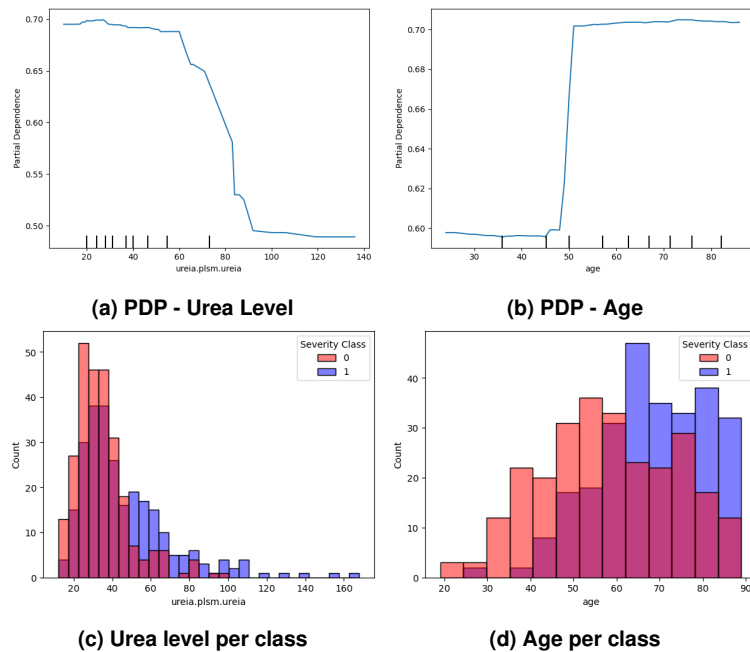 0.70
0.65
0.60
0.55
0.50
Partial Dependence
20 40 60 80 100 120 140
ureia.plsm.ureia
(a) PDP - Urea Level
0.70
0.68
0.66
0.64
0.62
0.60
Partial Dependence
30 40 50 60 70 80
age
(b) PDP - Age
Severity Class
0
1
50
40
30
20
10
0
Count
20 40 60 80 100 120 140 160
ureia.plsm.ureia
(c) Urea level per class
Severity Class
0
1
40
30
20
10
0
Count
20 30 40 50 60 70 80 90
age
(d) Age per class